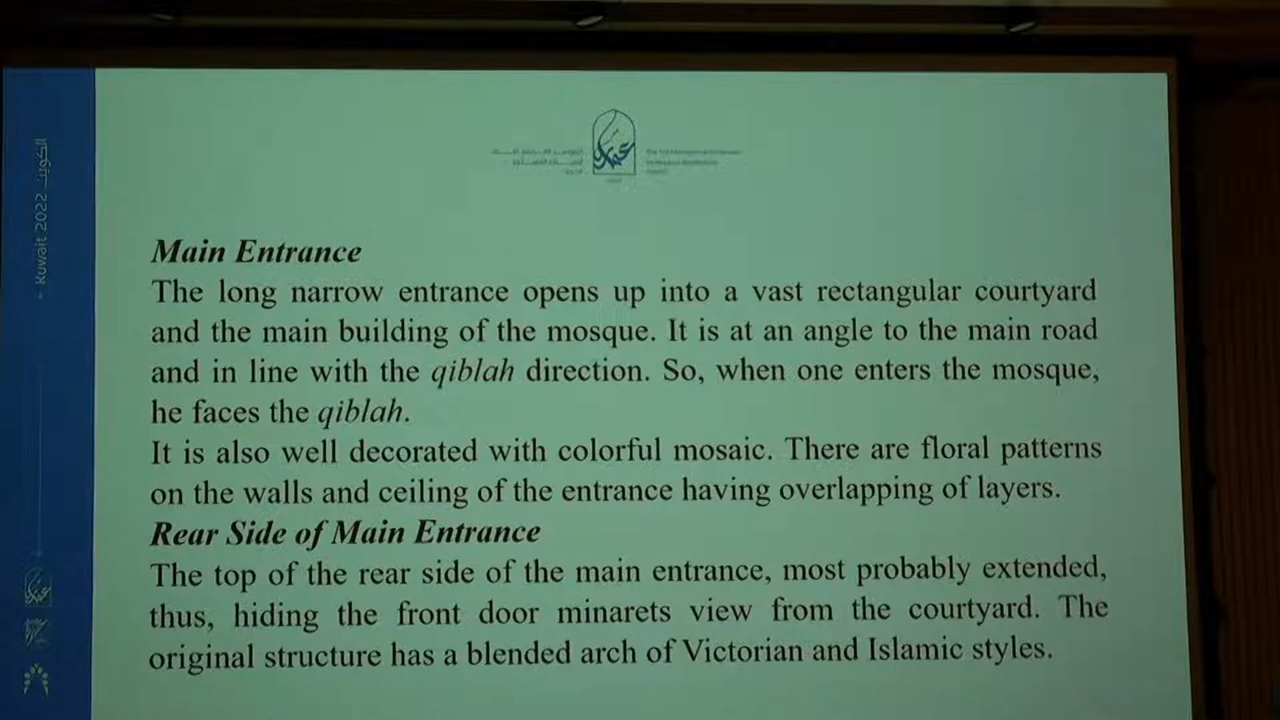 - Kuwait 2022 الكويت
Main Entrance
The long narrow entrance opens up into a vast rectangular courtyard
and the main building of the mosque. It is at an angle to the main road
and in line with the qiblah direction. So, when one enters the mosque,
he faces the qiblah.
It is also well decorated with colorful mosaic. There are floral patterns
on the walls and ceiling of the entrance having overlapping of layers.
Rear Side of Main Entrance
The top of the rear side of the main entrance, most probably extended,
thus, hiding the front door minarets view from the courtyard. The
original structure has a blended arch of Victorian and Islamic styles.